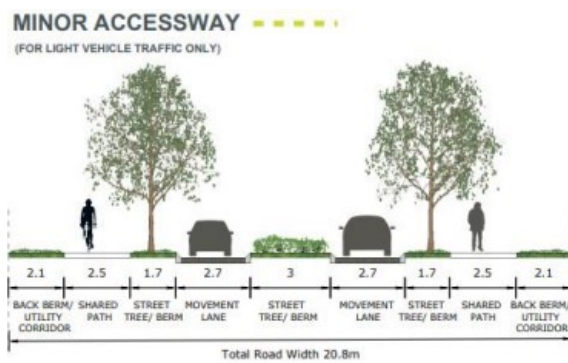 MINOR ACCESSWAY
(FOR LIGHT VEHICLE TRAFFIC ONLY)
2.1 2.5 1.7 2.7 3 2.7 1.7 2.5 2.1
BACK BERM/ SHARED STREET MOVEMENT STREET MOVEMENT STREET SHARED BACK BERM/
UTILITY PATH TREE/ BERM LANE TREE/ BERM LANE TREE/ BERM PATH UTILITY
CORRIDOR CORRIDOR
Total Road Width 20.8m